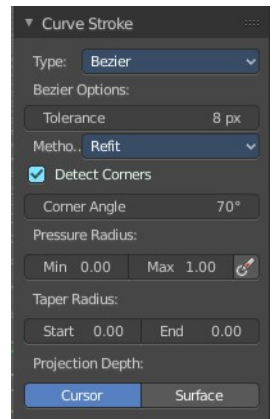 Curve Stroke
Type: Bezier
Bezier Options:
Tolerance 8 px
Metho.. Refit
Detect Corners
Corner Angle 70°
Pressure Radius:
Min 0.00 Max 1.00
Taper Radius:
Start 0.00 End 0.00
Projection Depth:
Cursor Surface